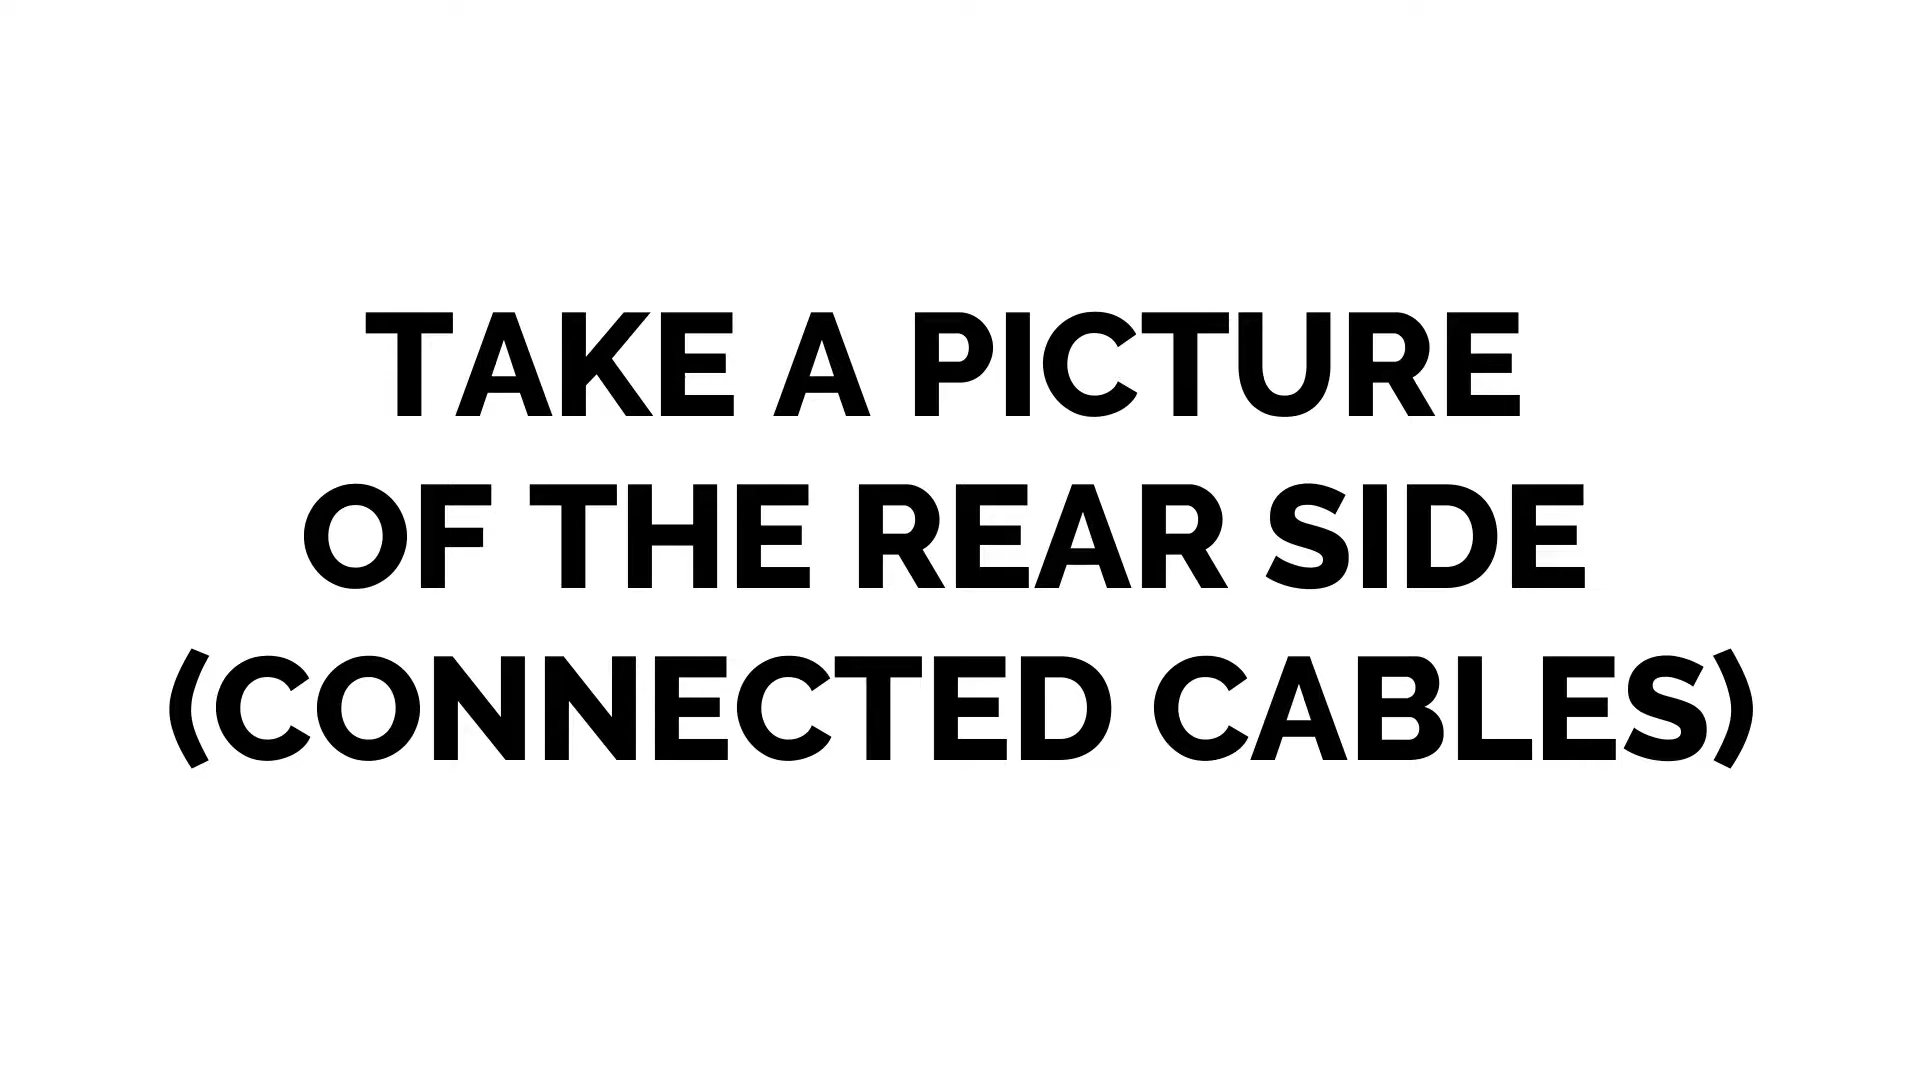 TAKE A PICTURE
OF THE REAR SIDE
(CONNECTED CABLES)